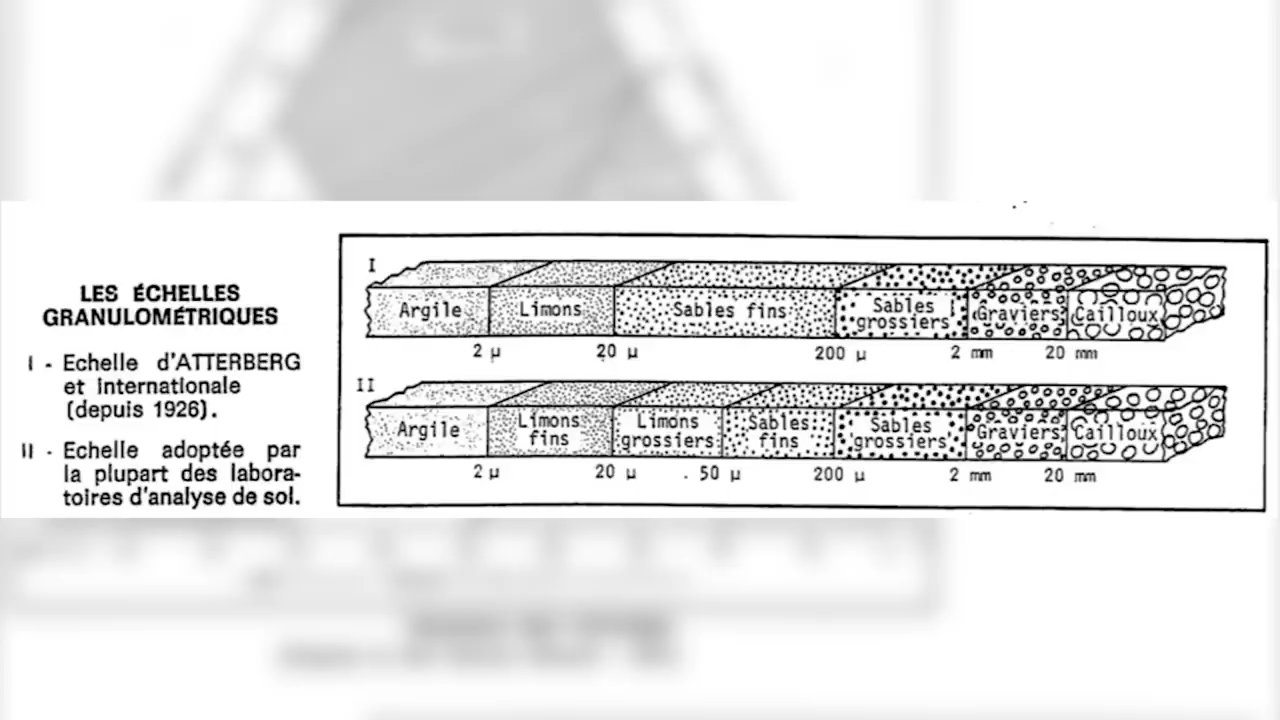 LES ÉCHELLES
GRANULOMÉTRIQUES
I - Echelle d'ATTERBERG
et internationale
(depuis 1926).
II - Echelle adoptée par
la plupart des labora-
toires d'analyse de sol.
I
Argile Limons Sables fins Sables grossiers Graviers Cailloux
2 µ 20 µ 200 µ 2 mm 20 mm
II
Argile Limons fins Limons grossiers Sables fins Sables grossiers Graviers Cailloux
2 µ 20 µ . 50 µ 200 µ 2 mm 20 mm